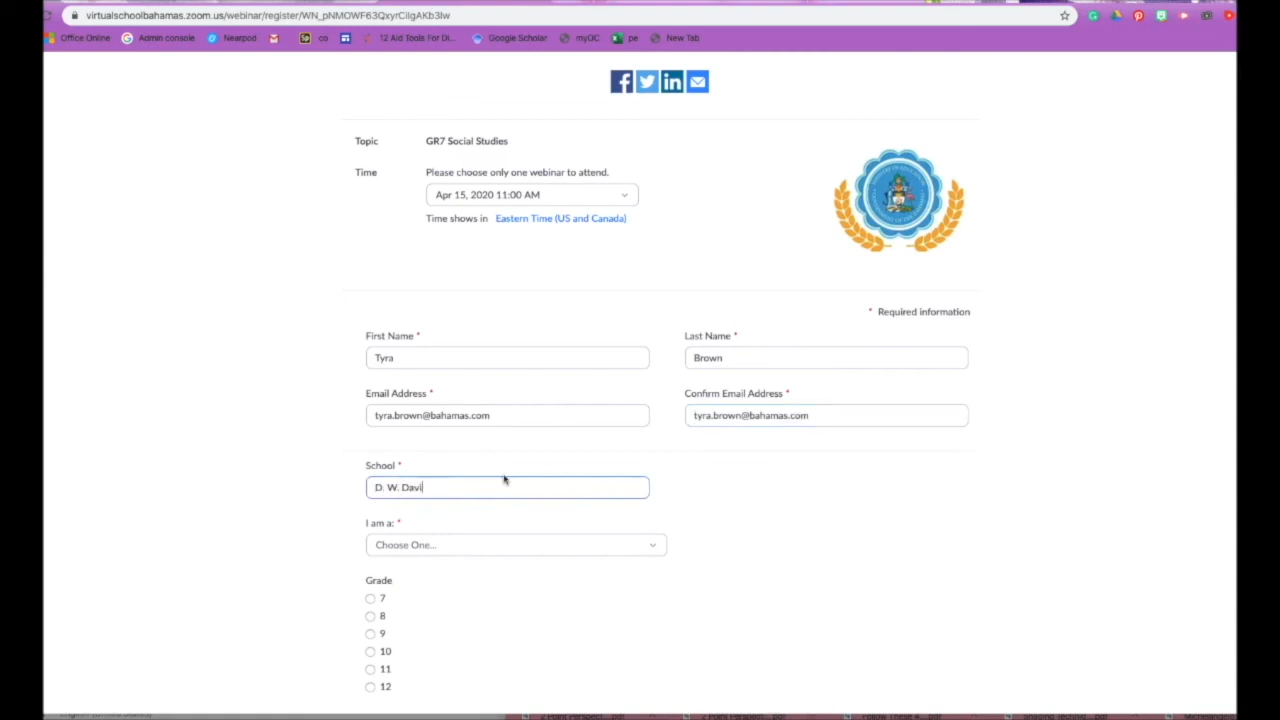 virtualschoolbahamas.zoom.us/webinar/register/WN_pNMOWF63QxyrCiIgAKb3Iw
Office Online Admin console Nearpod Sp co 12 Aid Tools For Di... Google Scholar myOC pe New Tab
Topic GR7 Social Studies
Time Please choose only one webinar to attend.
Apr 15, 2020 11:00 AM
Time shows in Eastern Time (US and Canada)
* Required information
First Name * Last Name *
Tyra Brown
Email Address * Confirm Email Address *
tyra.brown@bahamas.com tyra.brown@bahamas.com
School *
D. W. Davi
I am a: *
Choose One...
Grade
7
8
9
10
11
12